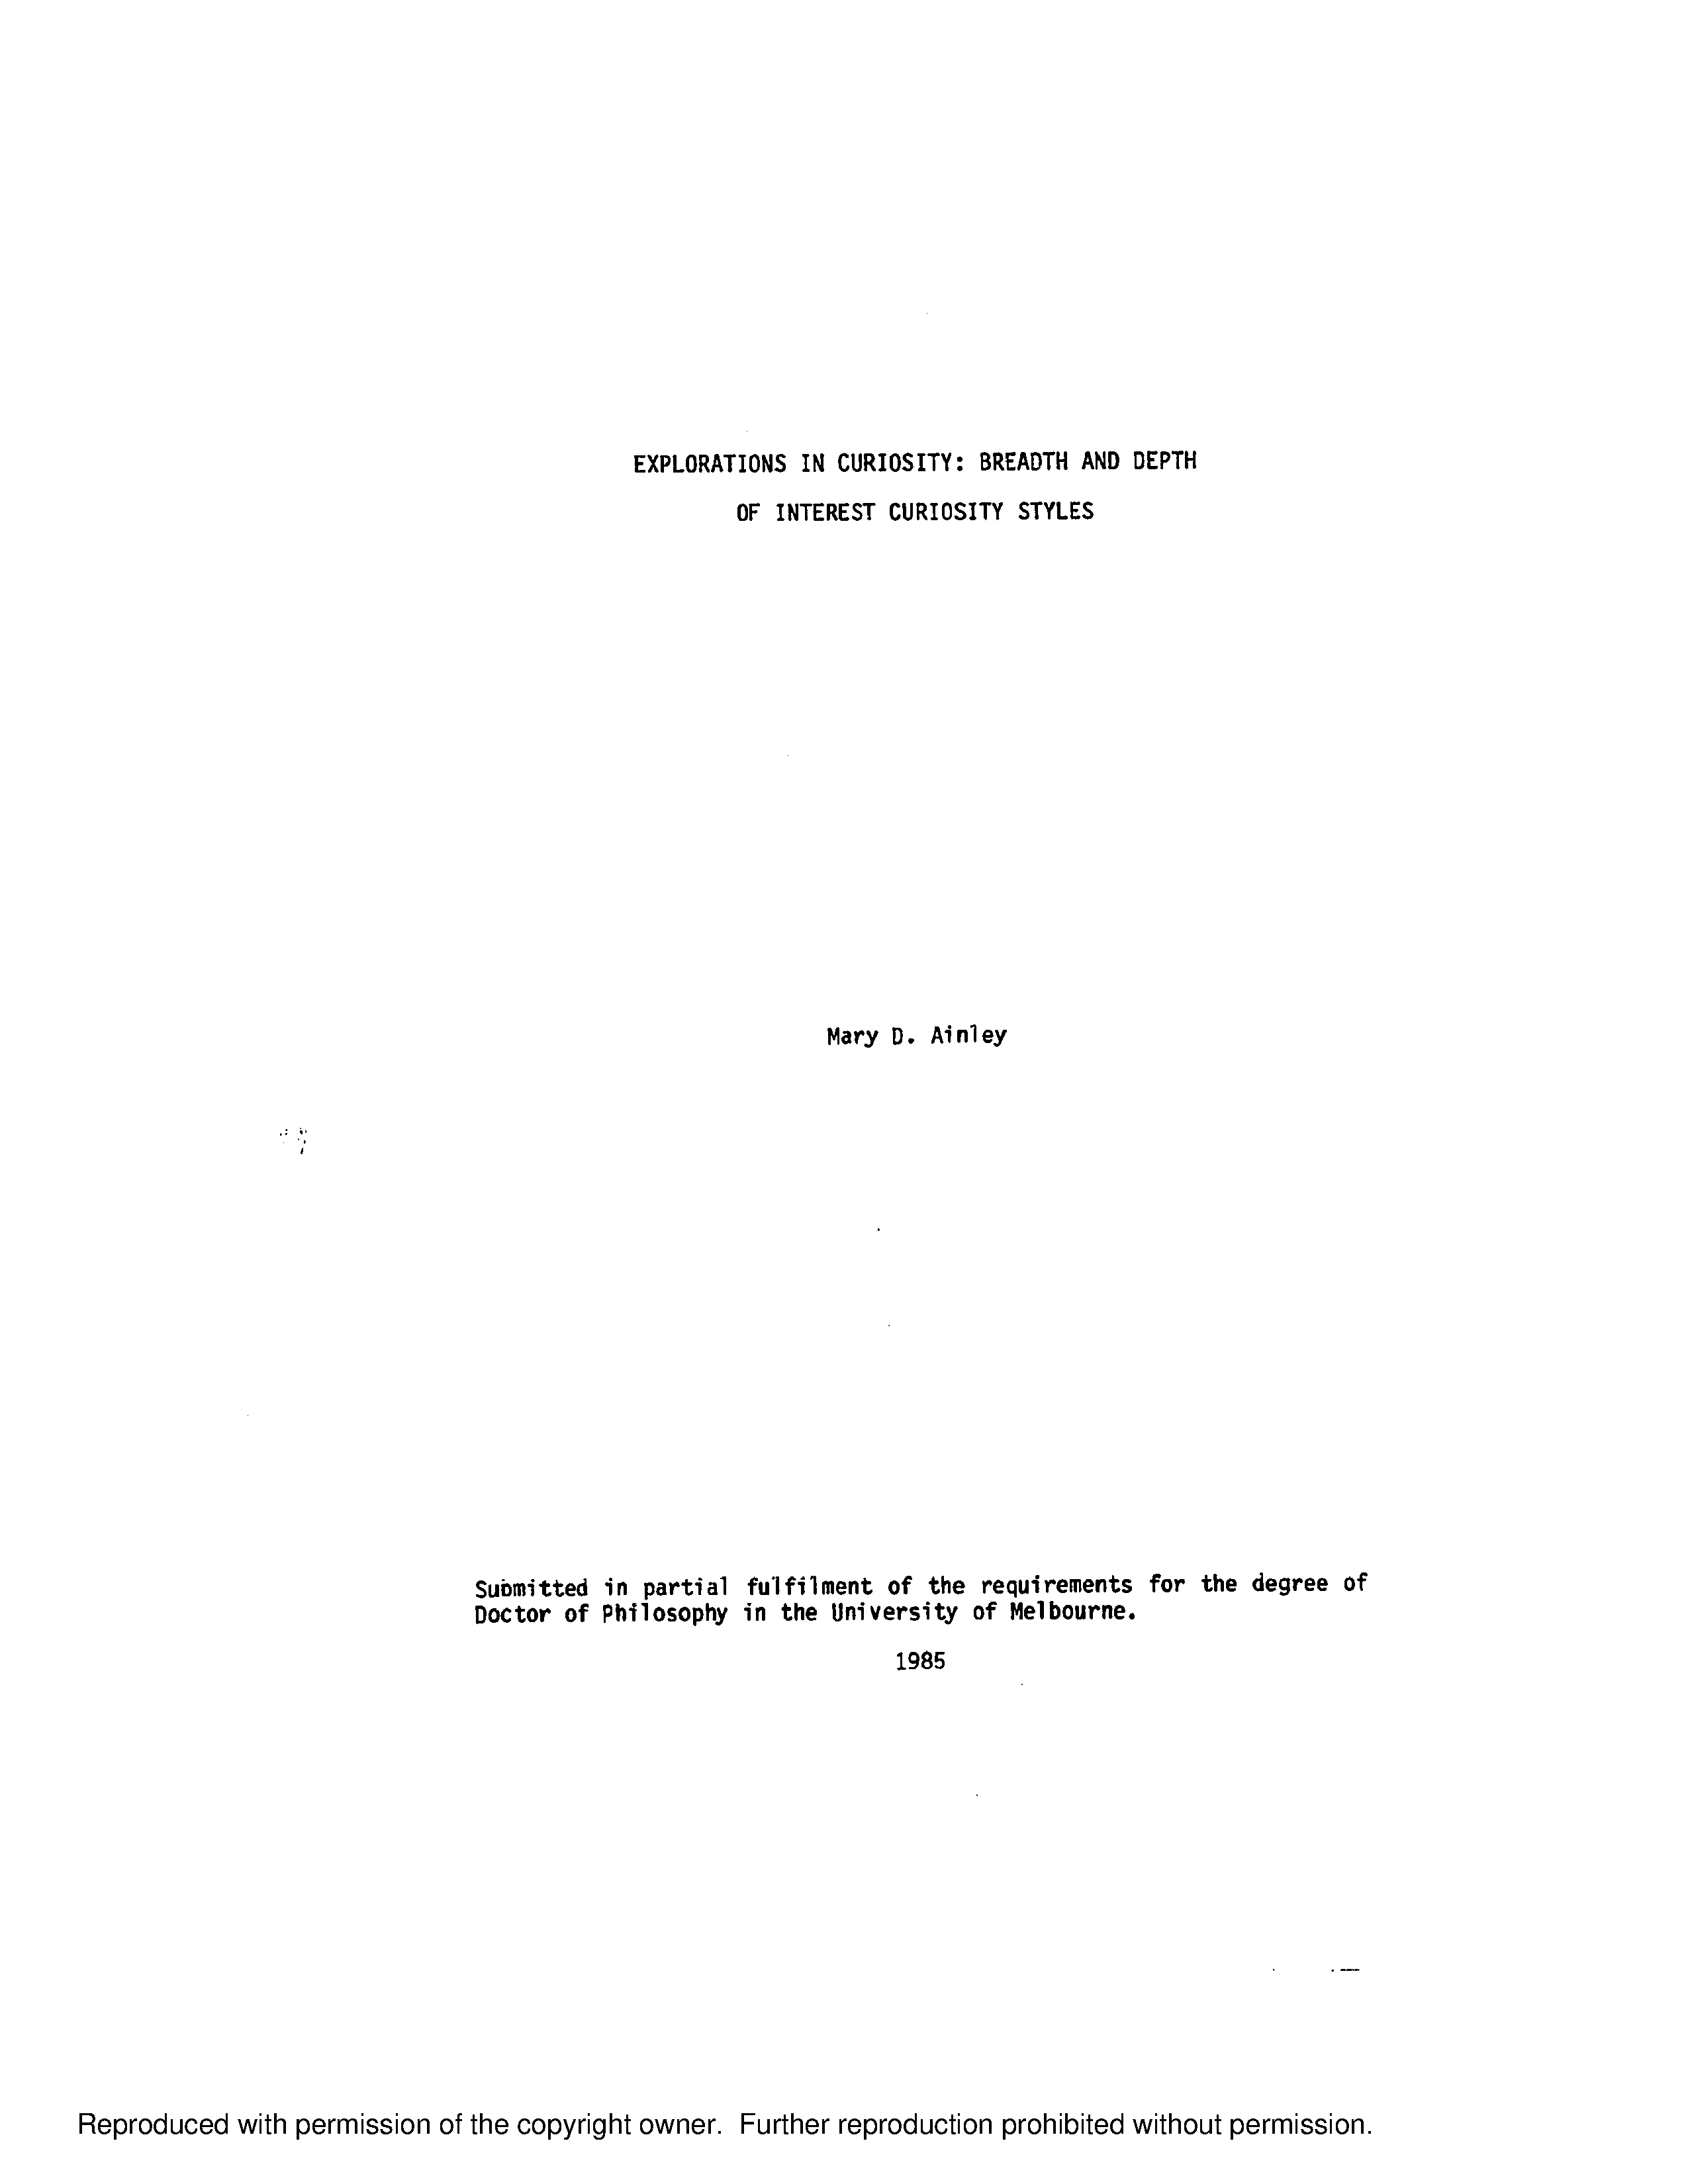 EXPLORATIONS IN CURIOSITY: BREADTH AND DEPTH
OF INTEREST CURIOSITY STYLES
Mary D. Ainley
Submitted in partial fulfilment of the requirements for the degree of
Doctor of Philosophy in the University of Melbourne.
1985
Reproduced with permission of the copyright owner. Further reproduction prohibited without permission.